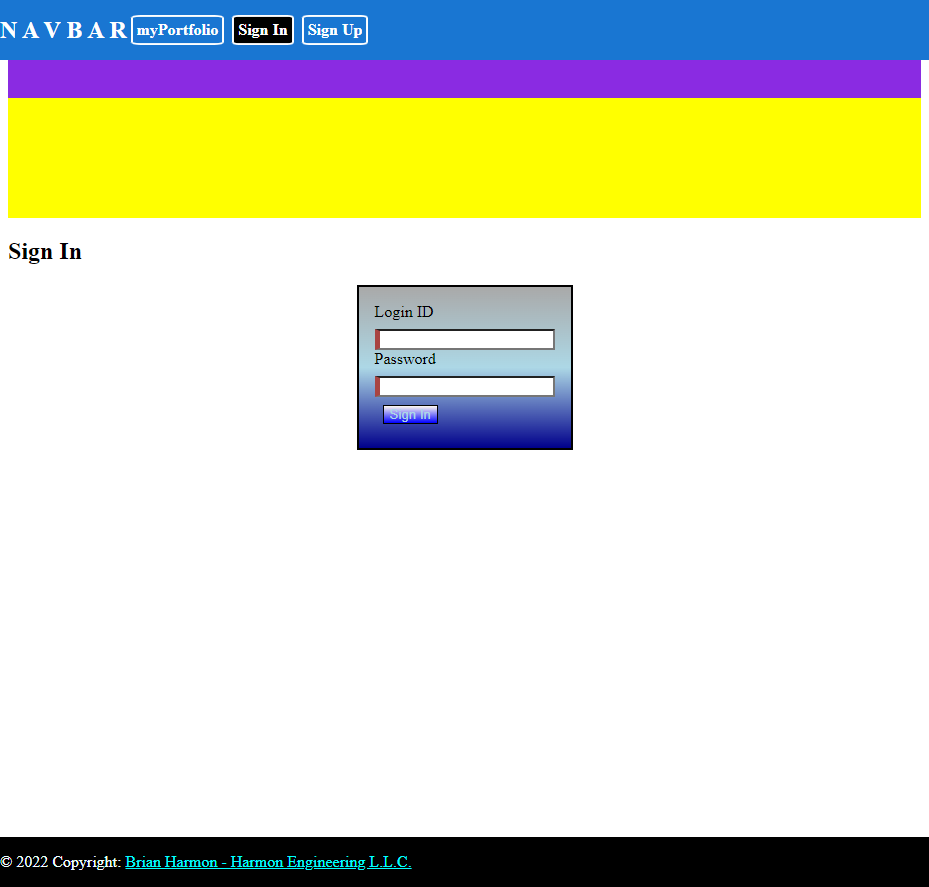 N A V B A R myPortfolio Sign In Sign Up
Sign In
Login ID
Password
Sign In
© 2022 Copyright: Brian Harmon - Harmon Engineering L.L.C.